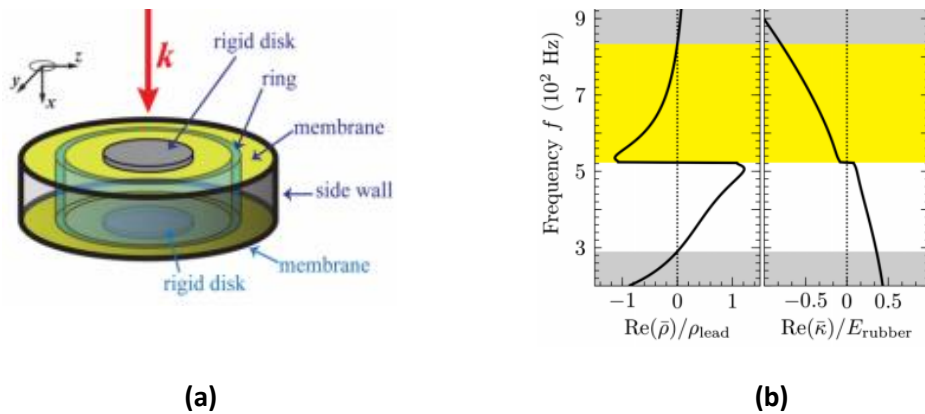 k
z
y
x
rigid disk
ring
membrane
side wall
membrane
rigid disk
(a)
Frequency f (10² Hz)
9
7
5
3
−1 0 1
−0.5 0 0.5
Re(ρ̄)/ρlead
Re(κ̄)/Erubber
(b)